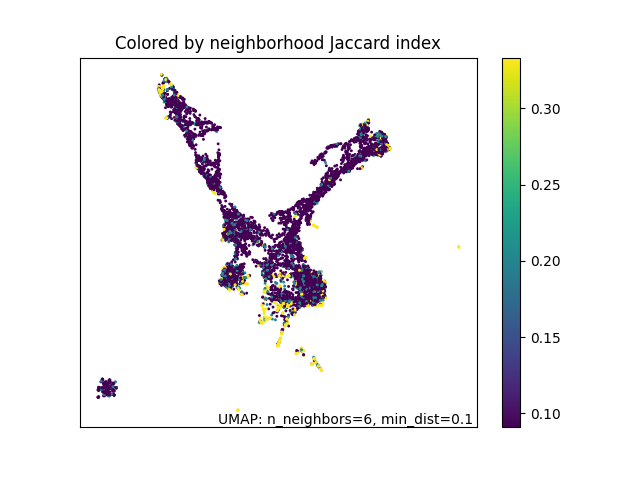 Colored by neighborhood Jaccard index
0.30
0.25
0.20
0.15
0.10
UMAP: n_neighbors=6, min_dist=0.1